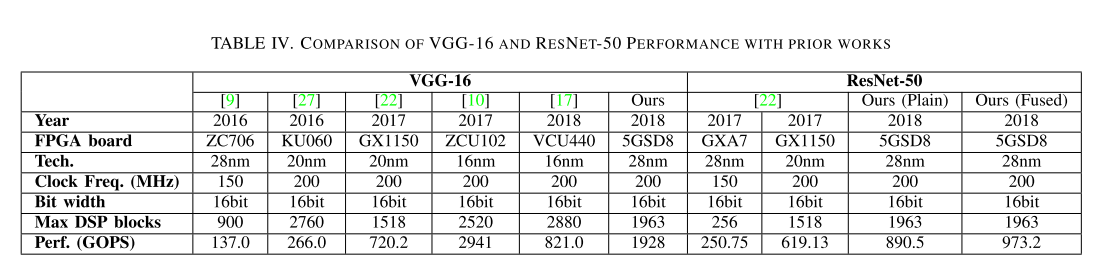 TABLE IV. COMPARISON OF VGG-16 AND RESNET-50 PERFORMANCE WITH PRIOR WORKS
VGG-16 ResNet-50
[9] [27] [22] [10] [17] Ours [22] Ours (Plain) Ours (Fused)
Year 2016 2016 2017 2017 2018 2018 2017 2017 2018 2018
FPGA board ZC706 KU060 GX1150 ZCU102 VCU440 5GSD8 GXA7 GX1150 5GSD8 5GSD8
Tech. 28nm 20nm 20nm 16nm 16nm 28nm 28nm 20nm 28nm 28nm
Clock Freq. (MHz) 150 200 200 200 200 200 150 200 200 200
Bit width 16bit 16bit 16bit 16bit 16bit 16bit 16bit 16bit 16bit 16bit
Max DSP blocks 900 2760 1518 2520 2880 1963 256 1518 1963 1963
Perf. (GOPS) 137.0 266.0 720.2 2941 821.0 1928 250.75 619.13 890.5 973.2